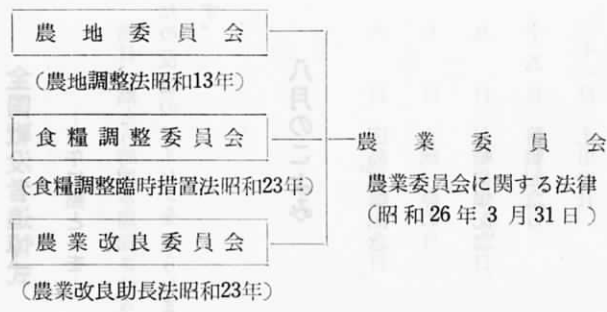 農地委員会
（農地調整法昭和13年）
食糧調整委員会
（食糧調整臨時措置法昭和23年）
農業改良委員会
（農業改良助長法昭和23年）
農業委員会
農業委員会に関する法律
（昭和26年3月31日）